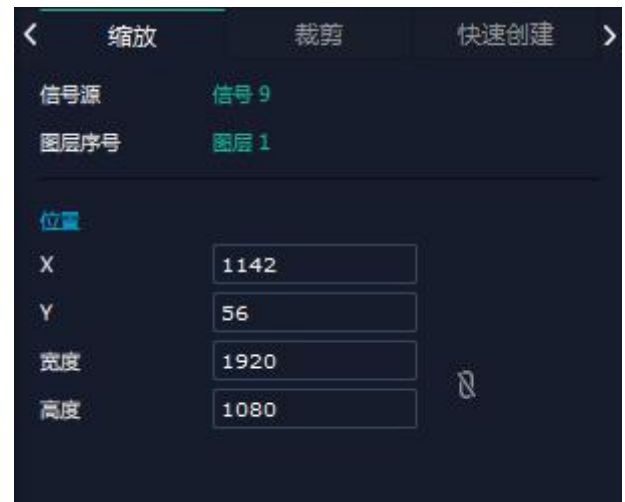 缩放 裁剪 快速创建
信号源 信号 9
图层序号 图层 1
位置
X 1142
Y 56
宽度 1920
高度 1080